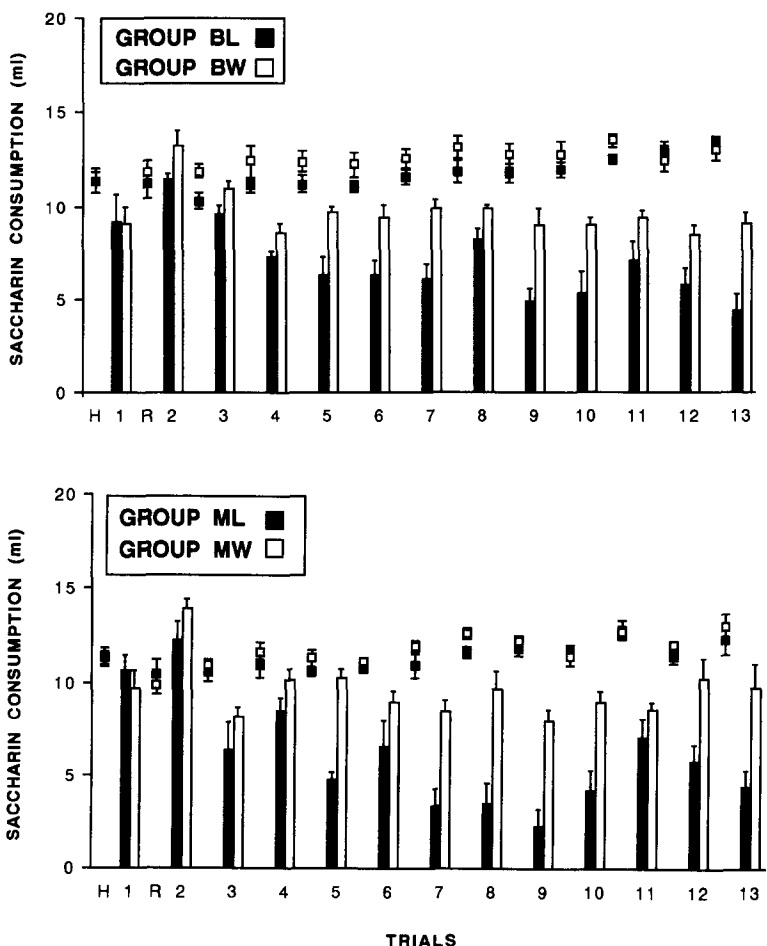 20
15
10
5
0
SACCHARIN CONSUMPTION (ml)
GROUP BL
GROUP BW
H 1 R 2 3 4 5 6 7 8 9 10 11 12 13
20
15
10
5
0
SACCHARIN CONSUMPTION (ml)
GROUP ML
GROUP MW
H 1 R 2 3 4 5 6 7 8 9 10 11 12 13
TRIALS